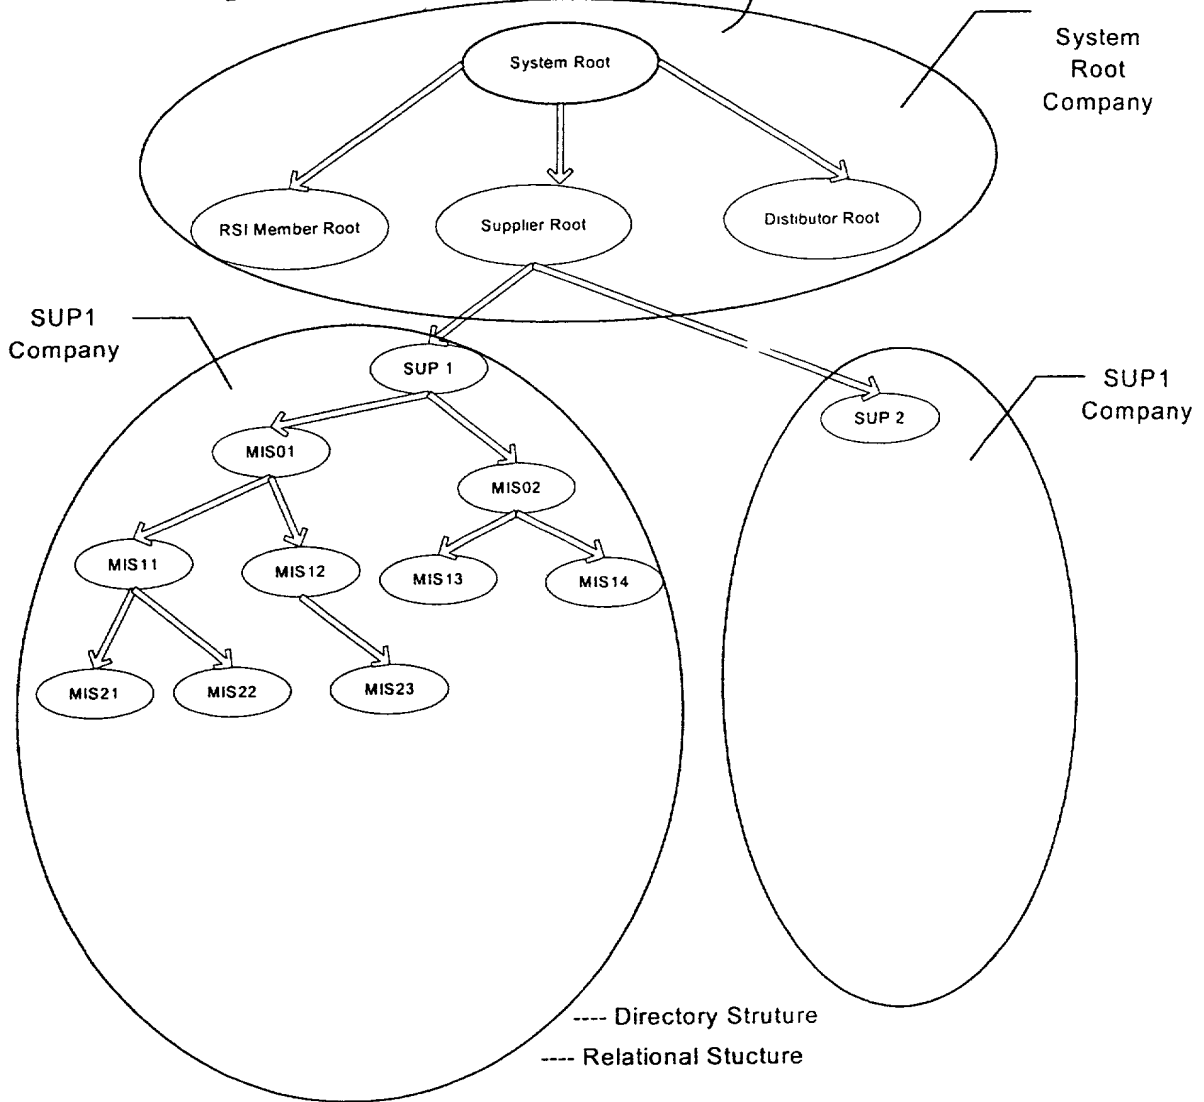 System
Root
Company
System Root
RSI Member Root
Supplier Root
Distibutor Root
SUP1
Company
SUP 1
SUP1
Company
SUP 2
MIS01
MIS02
MIS11
MIS12
MIS13
MIS14
MIS21
MIS22
MIS23
---- Directory Struture
---- Relational Stucture